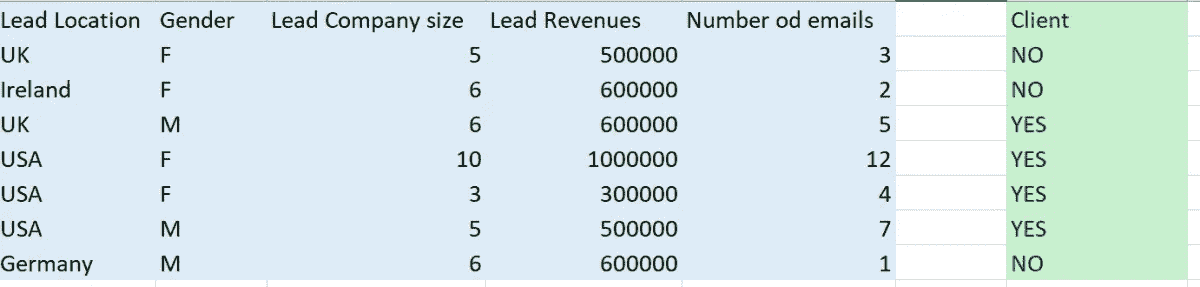 Lead Location Gender Lead Company size Lead Revenues Number od emails Client
UK F 5 500000 3 NO
Ireland F 6 600000 2 NO
UK M 6 600000 5 YES
USA F 10 1000000 12 YES
USA F 3 300000 4 YES
USA M 5 500000 7 YES
Germany M 6 600000 1 NO